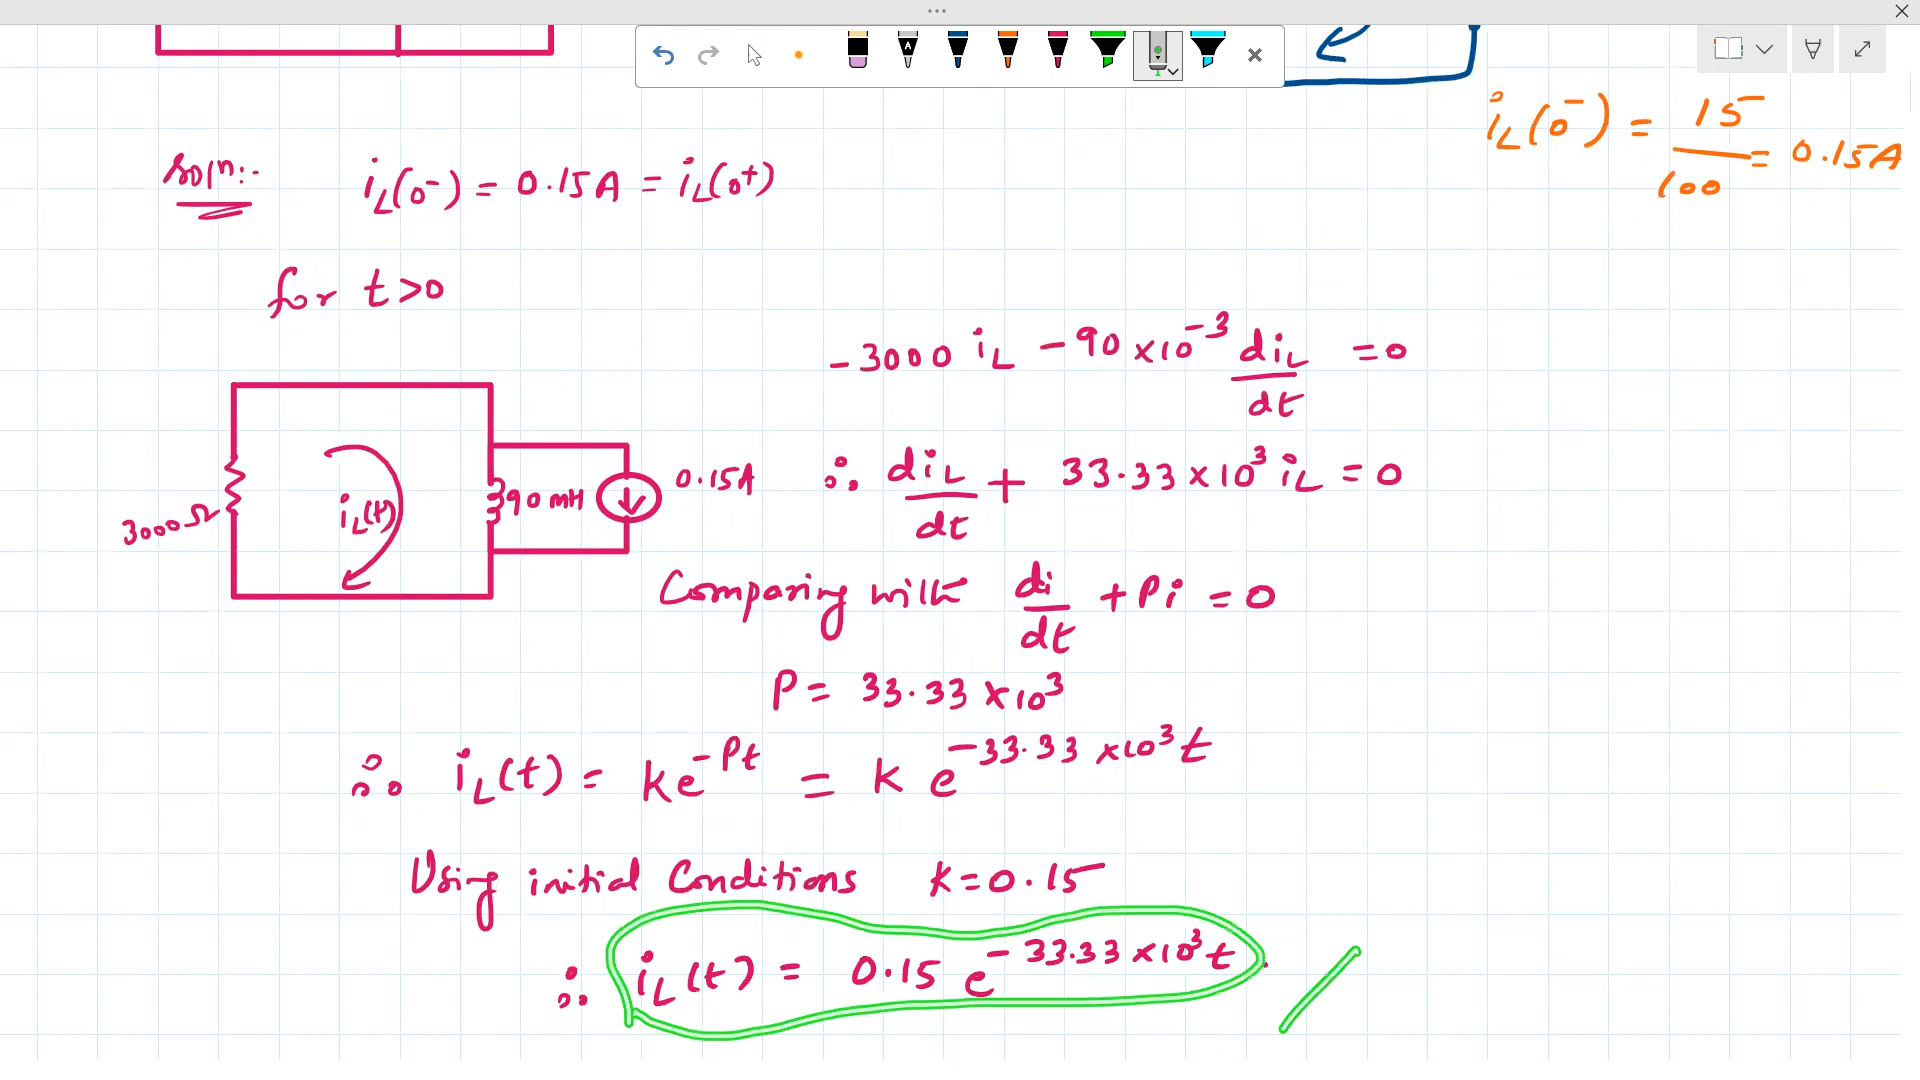 iL(0⁻) = 15/100 = 0.15A
Soln:-
iL(0⁻) = 0.15A = iL(0⁺)
for t>0
-3000 iL - 90×10⁻³ diL/dt = 0
3000Ω
iL(t)
90mH
0.15A
∴ diL/dt + 33.33×10³ iL = 0
Comparing with di/dt + Pi = 0
P = 33.33×10³
∴ iL(t) = ke^-Pt = k e^-33.33×10³t
Using initial Conditions K=0.15
∴ iL(t) = 0.15 e^-33.33×10³t.